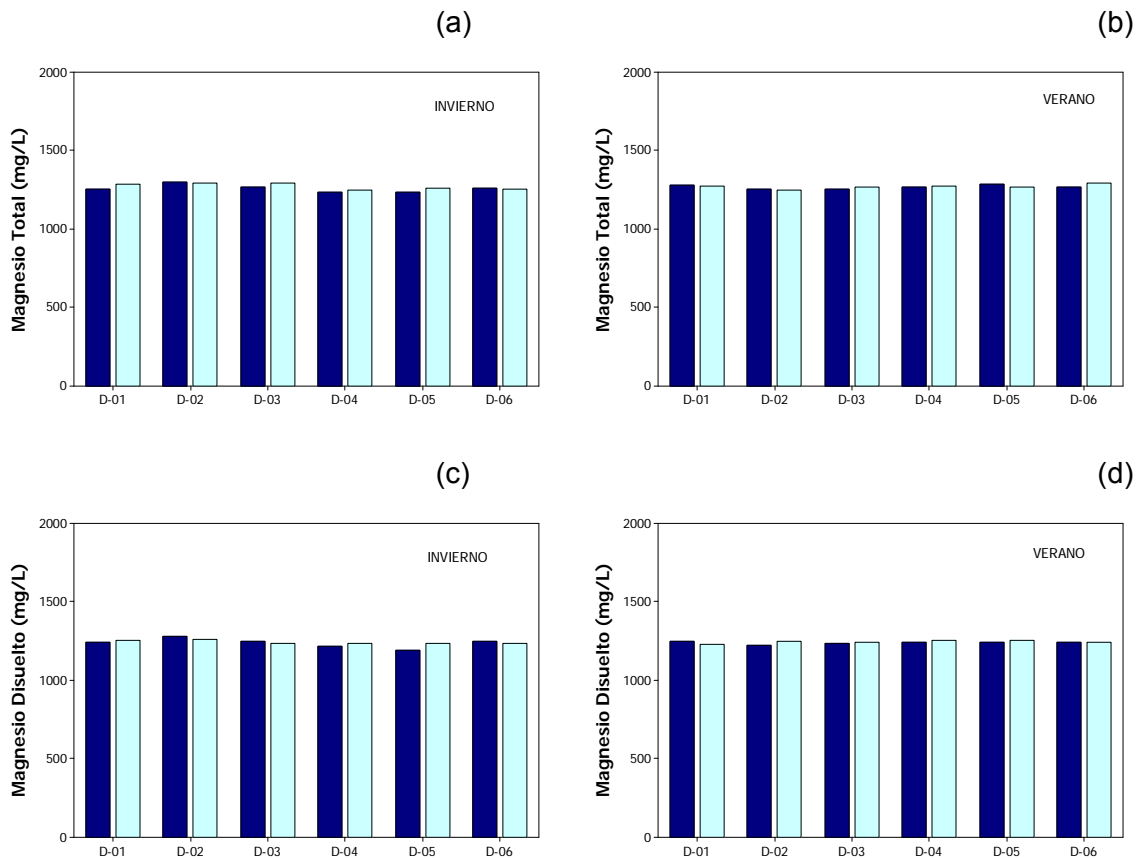 (a)
Magnesio Total (mg/L)
2000
1500
1000
500
0
INVIERNO
D-01 D-02 D-03 D-04 D-05 D-06
(b)
Magnesio Total (mg/L)
2000
1500
1000
500
0
VERANO
D-01 D-02 D-03 D-04 D-05 D-06
(c)
Magnesio Disuelto (mg/L)
2000
1500
1000
500
0
INVIERNO
D-01 D-02 D-03 D-04 D-05 D-06
(d)
Magnesio Disuelto (mg/L)
2000
1500
1000
500
0
VERANO
D-01 D-02 D-03 D-04 D-05 D-06